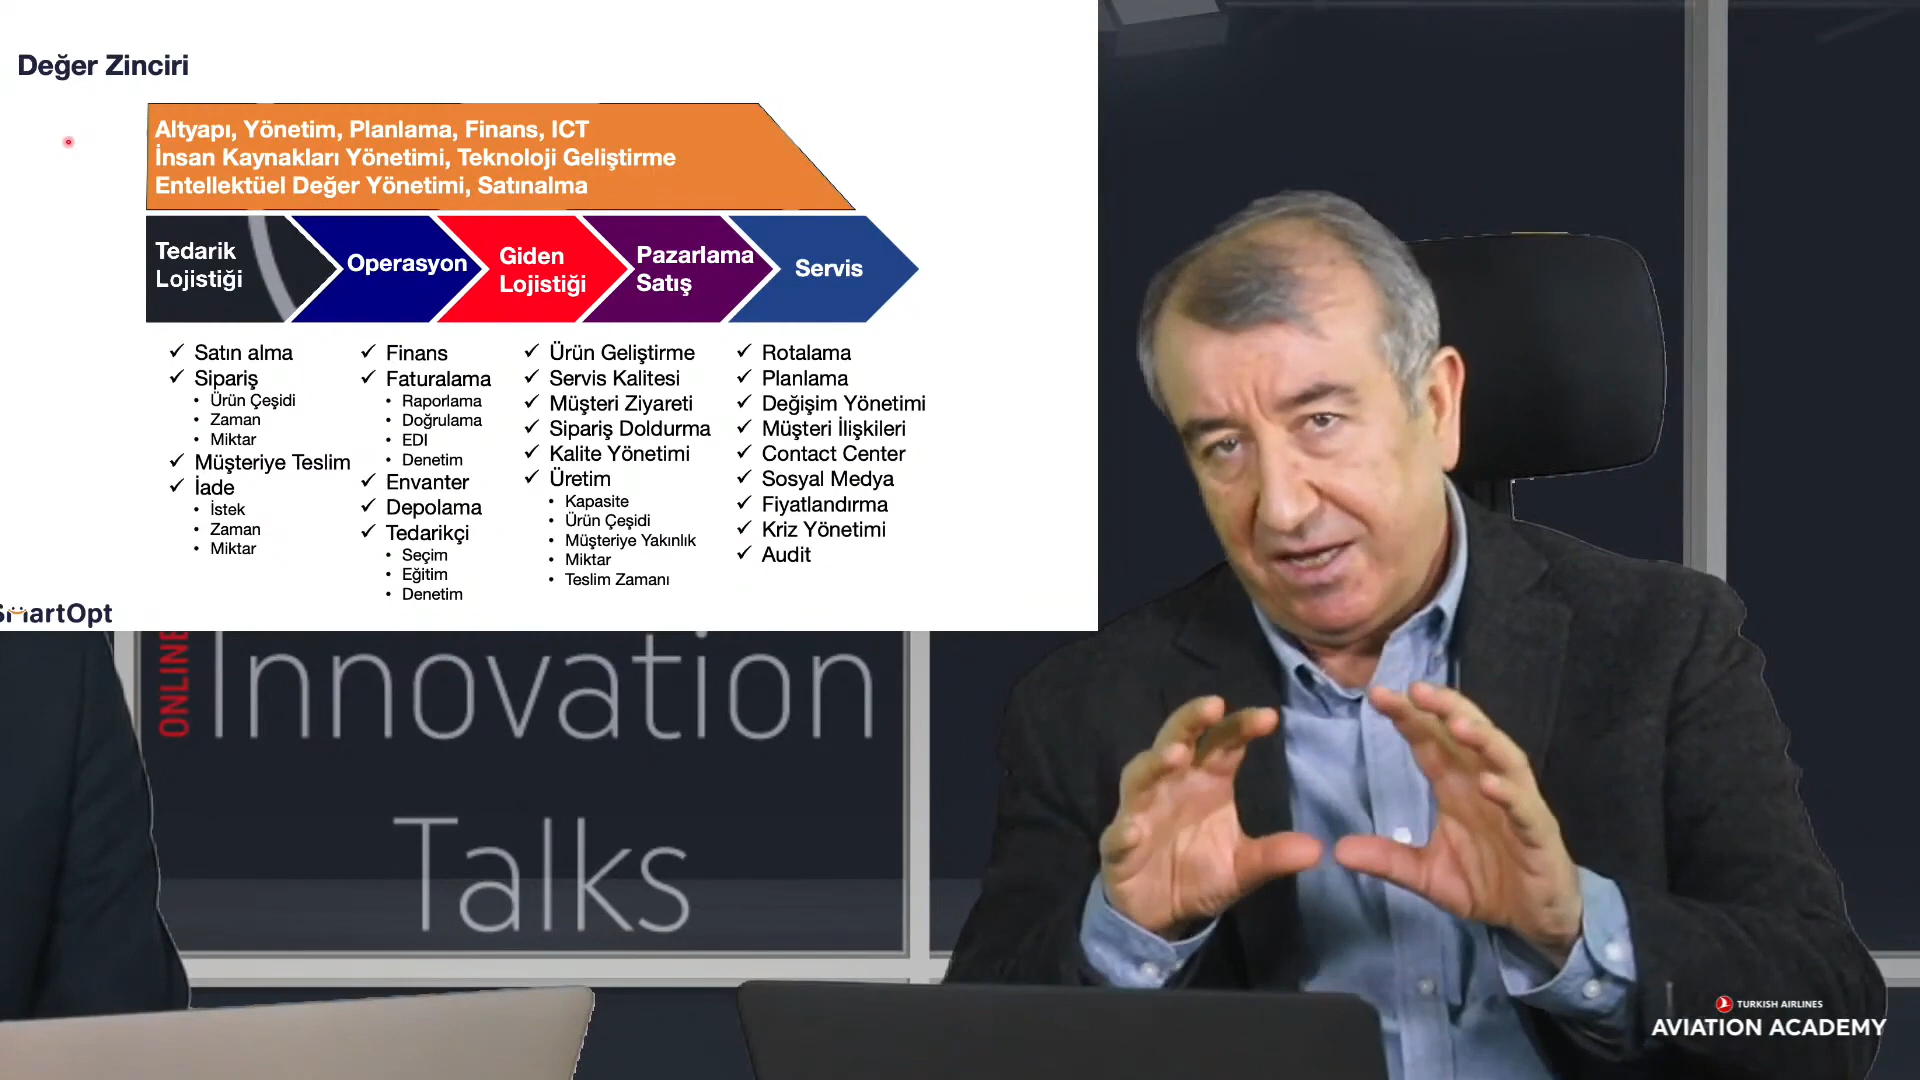 Değer Zinciri
Altyapı, Yönetim, Planlama, Finans, ICT
İnsan Kaynakları Yönetimi, Teknoloji Geliştirme
Entellektüel Değer Yönetimi, Satınalma
Tedarik
Lojistiği
Operasyon
Giden
Lojistiği
Pazarlama
Satış
Servis
✓ Satın alma
✓ Sipariş
• Ürün Çeşidi
• Zaman
• Miktar
✓ Müşteriye Teslim
✓ İade
• İstek
• Zaman
• Miktar
✓ Finans
✓ Faturalama
• Raporlama
• Doğrulama
• EDI
• Denetim
✓ Envanter
✓ Depolama
✓ Tedarikçi
• Seçim
• Eğitim
• Denetim
✓ Ürün Geliştirme
✓ Servis Kalitesi
✓ Müşteri Ziyareti
✓ Sipariş Doldurma
✓ Kalite Yönetimi
✓ Üretim
• Kapasite
• Ürün Çeşidi
• Müşteriye Yakınlık
• Miktar
• Teslim Zamanı
✓ Rotalama
✓ Planlama
✓ Değişim Yönetimi
✓ Müşteri İlişkileri
✓ Contact Center
✓ Sosyal Medya
✓ Fiyatlandırma
✓ Kriz Yönetimi
✓ Audit
SmartOpt
ONLINE
Innovation
Talks
TURKISH AIRLINES
AVIATION ACADEMY